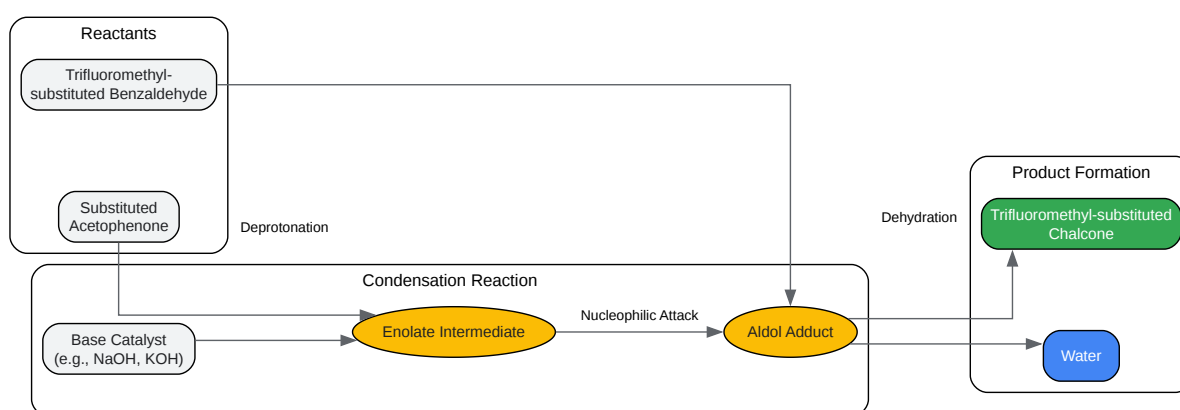 Reactants
Trifluoromethyl-
substituted Benzaldehyde
Substituted
Acetophenone
Deprotonation
Condensation Reaction
Base Catalyst
(e.g., NaOH, KOH)
Enolate Intermediate
Nucleophilic Attack
Aldol Adduct
Dehydration
Product Formation
Trifluoromethyl-substituted
Chalcone
Water